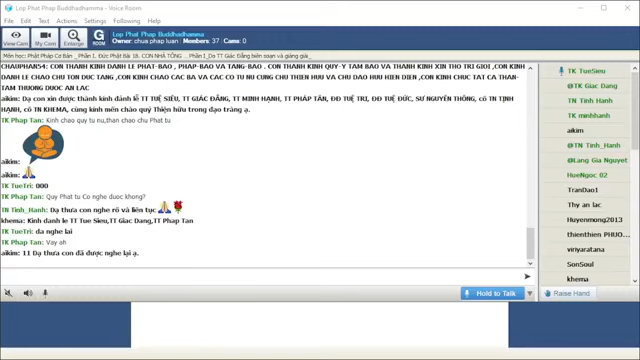 Lop Phat Phap Buddhadhamma - Voice Room
File Edit Text Actions Settings Following Help
View Cam
My Cam
Enlarge
G
ROOM
Lop Phat Phap Buddhadhamma
Owner: chua phap luan : Members: 37 : Cams: 0
Môn học: Phật Pháp Cơ Bản _Phần I_ Đức Phật Bài 18. CON NHÀ TÔNG ... Phần I_Do TT Giác Đẳng biên soạn và giảng giải_
CHAUPHAN54: CON THANH KINH DANH LE PHAT-BAO , PHAP-BAO VA TANG-BAO . CON THANH KINH QUY-Y TAM BAO VA THANH KINH XIN THO TRI GIOI,CON KINH
DANH LE CHAO CHU TON DUC TANG ,CON KINH CHAO CAC BA VA CAC CO TU NU CUNG CHU THIEN HUU VA CHU DAO HUU HIEN DIEN ,CON KINH CHUC TAT CA THAN-
TAM THUONG DUOC AN LAC
aikim: Dạ con xin được thành kính đảnh lễ TT TUỆ SIÊU, TT GIÁC ĐẲNG, TT MINH HẠNH, TT PHÁP TÂN, ĐĐ TUỆ TRI, ĐĐ TUỆ ĐỨC, SƯ NGUYÊN THÔNG, cô TN TỊNH
HẠNH, cô TN KHEMA, cùng kính mến chào quý Thiện hữu trong đạo tràng ạ.
TK Phap Tan: Kinh chao quy tu nu,than chao chu Phat tu
aikim:
aikim:
TK TueTri: 000
TK Phap Tan: Quy Phat tu Co nghe duoc khong?
TN Tinh_Hanh: Dạ thưa con nghe rõ và liên tục
khema: Kinh danh le TT Tue Sieu,TT Giac Dang,TT Phap Tan
TK TueTri: da nghe lai
TK Phap Tan: Vay ah
aikim: 11 Dạ thưa con đã được nghe lại ạ.
Hold to Talk
TK TueSieu
@TK Giac Dang
TN Tinh Hanh
TK minhhanh
aikim
@TN Tinh_Hanh
@Lang Gia Nguyet
HueNgoc 02
TranDao1
Thy an lac
Huyenmong2013
thienthien PHUONG
viriyaratana
SonSoul
khema
Raise Hand